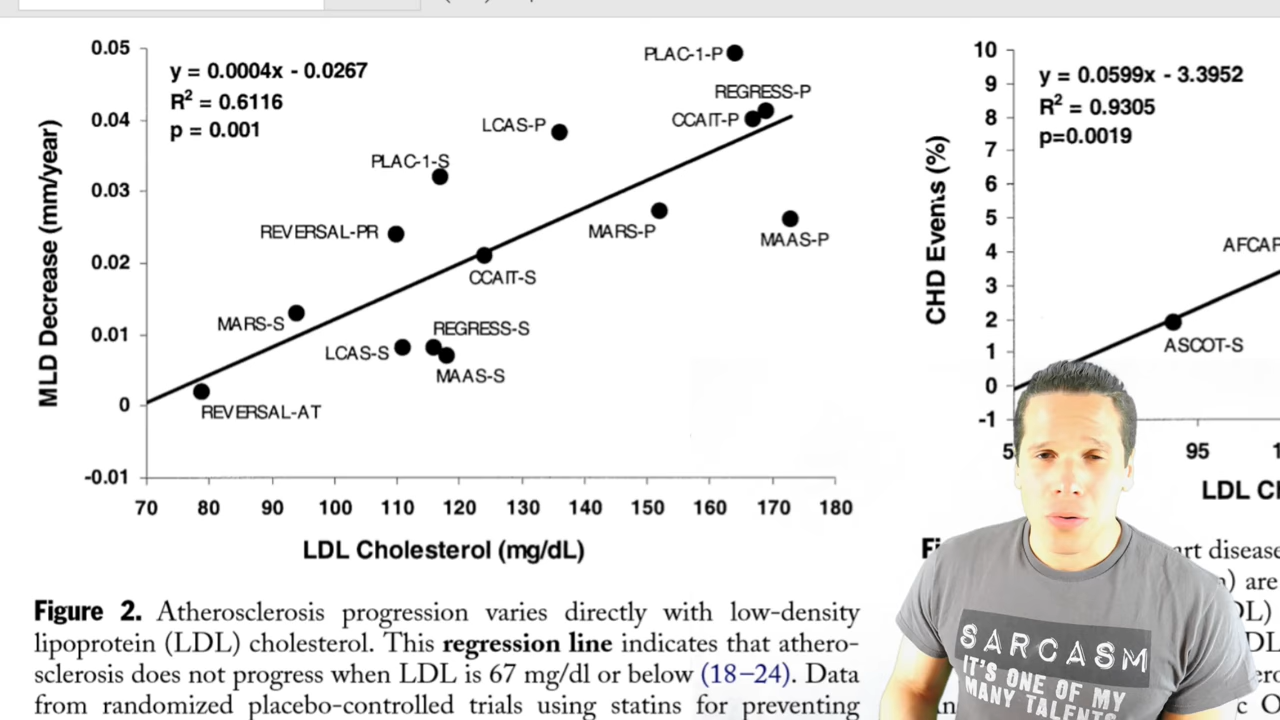 0.05
0.04
0.03
0.02
0.01
0
-0.01
MLD Decrease (mm/year)
y = 0.0004x - 0.0267
R² = 0.6116
p = 0.001
PLAC-1-P
REGRESS-P
CCAIT-P
LCAS-P
PLAC-1-S
REVERSAL-PR
MARS-P
MAAS-P
CCAIT-S
MARS-S
REGRESS-S
LCAS-S
MAAS-S
REVERSAL-AT
70 80 90 100 110 120 130 140 150 160 170 180
LDL Cholesterol (mg/dL)
Figure 2. Atherosclerosis progression varies directly with low-density
lipoprotein (LDL) cholesterol. This regression line indicates that athero-
sclerosis does not progress when LDL is 67 mg/dl or below (18–24). Data
from randomized placebo-controlled trials using statins for preventing
10
9
8
7
6
5
4
3
2
1
0
-1
CHD Events (%)
y = 0.0599x - 3.3952
R² = 0.9305
p=0.0019
ASCOT-S
95
LDL
disease
are
SARCASM
IT'S ONE OF MY
MANY TALENTS